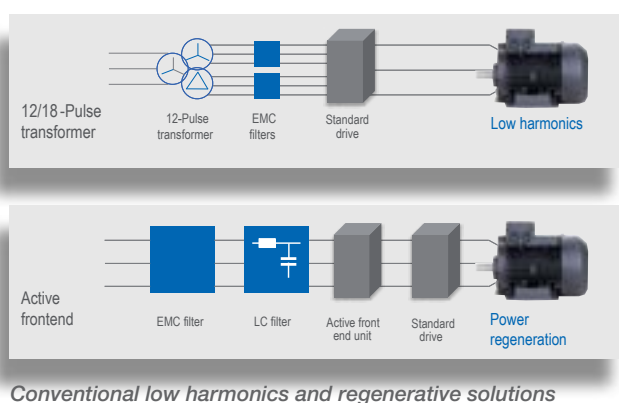 12/18 -Pulse
transformer
12-Pulse
transformer
EMC
filters
Standard
drive
Low harmonics
Active
frontend
EMC filter
LC filter
Active front
end unit
Standard
drive
Power
regeneration
Conventional low harmonics and regenerative solutions